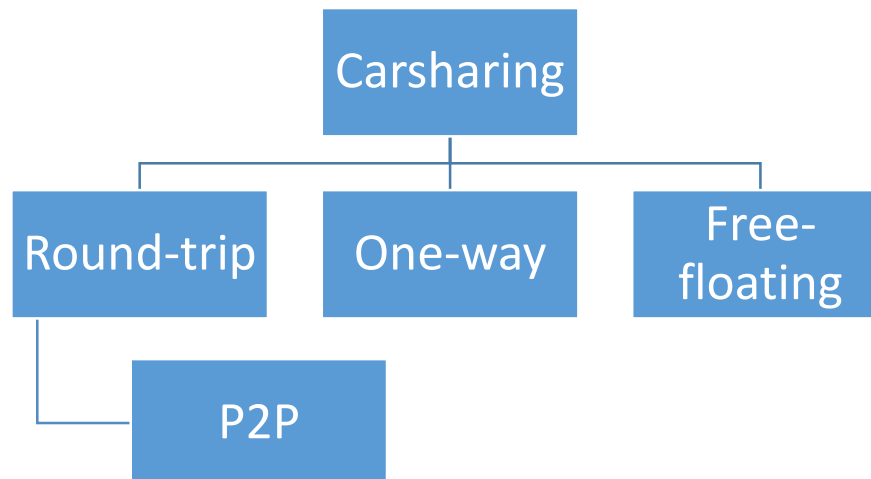 Carsharing
Round-trip
One-way
Free-
floating
P2P